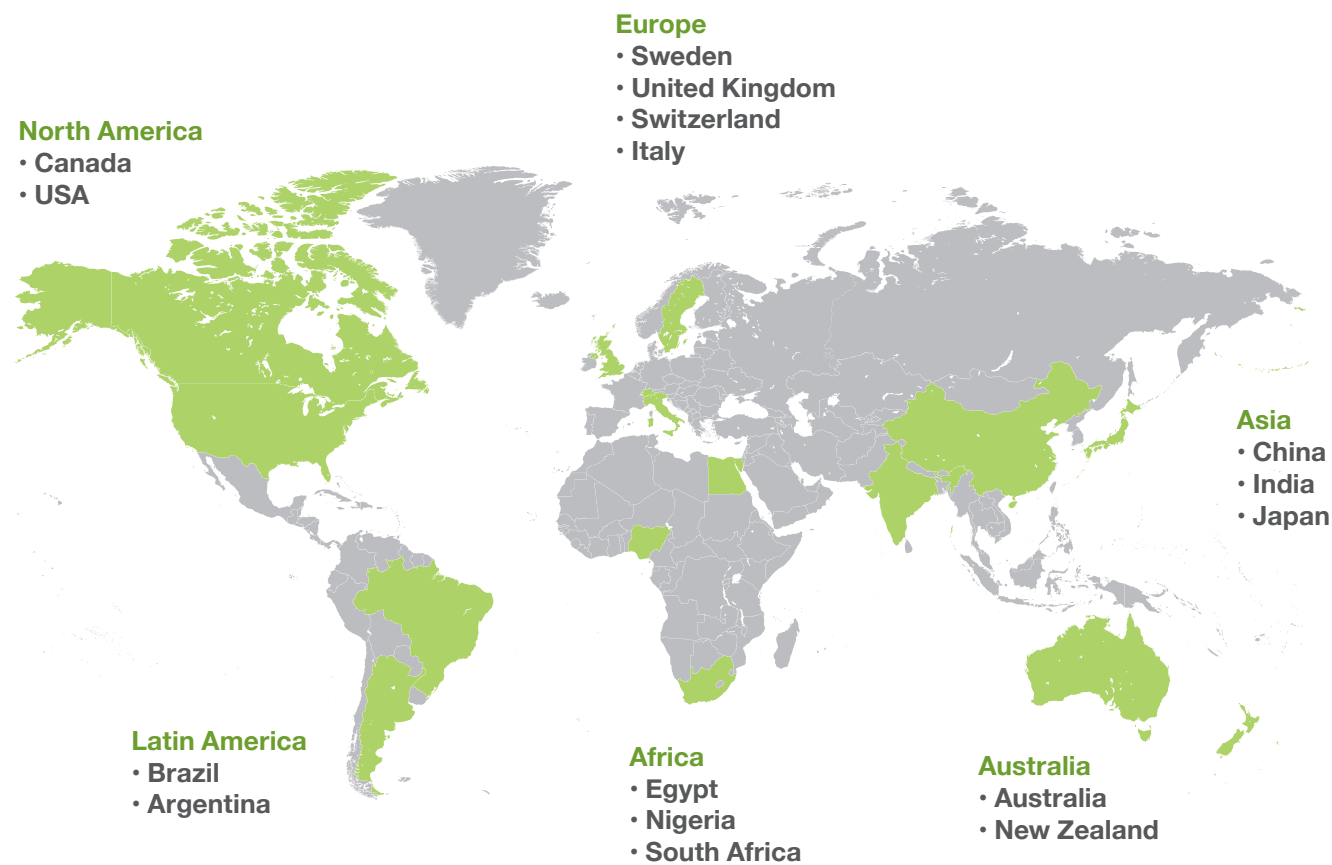 Europe
• Sweden
• United Kingdom
• Switzerland
• Italy
North America
• Canada
• USA
Asia
• China
• India
• Japan
Latin America
• Brazil
• Argentina
Africa
• Egypt
• Nigeria
• South Africa
Australia
• Australia
• New Zealand